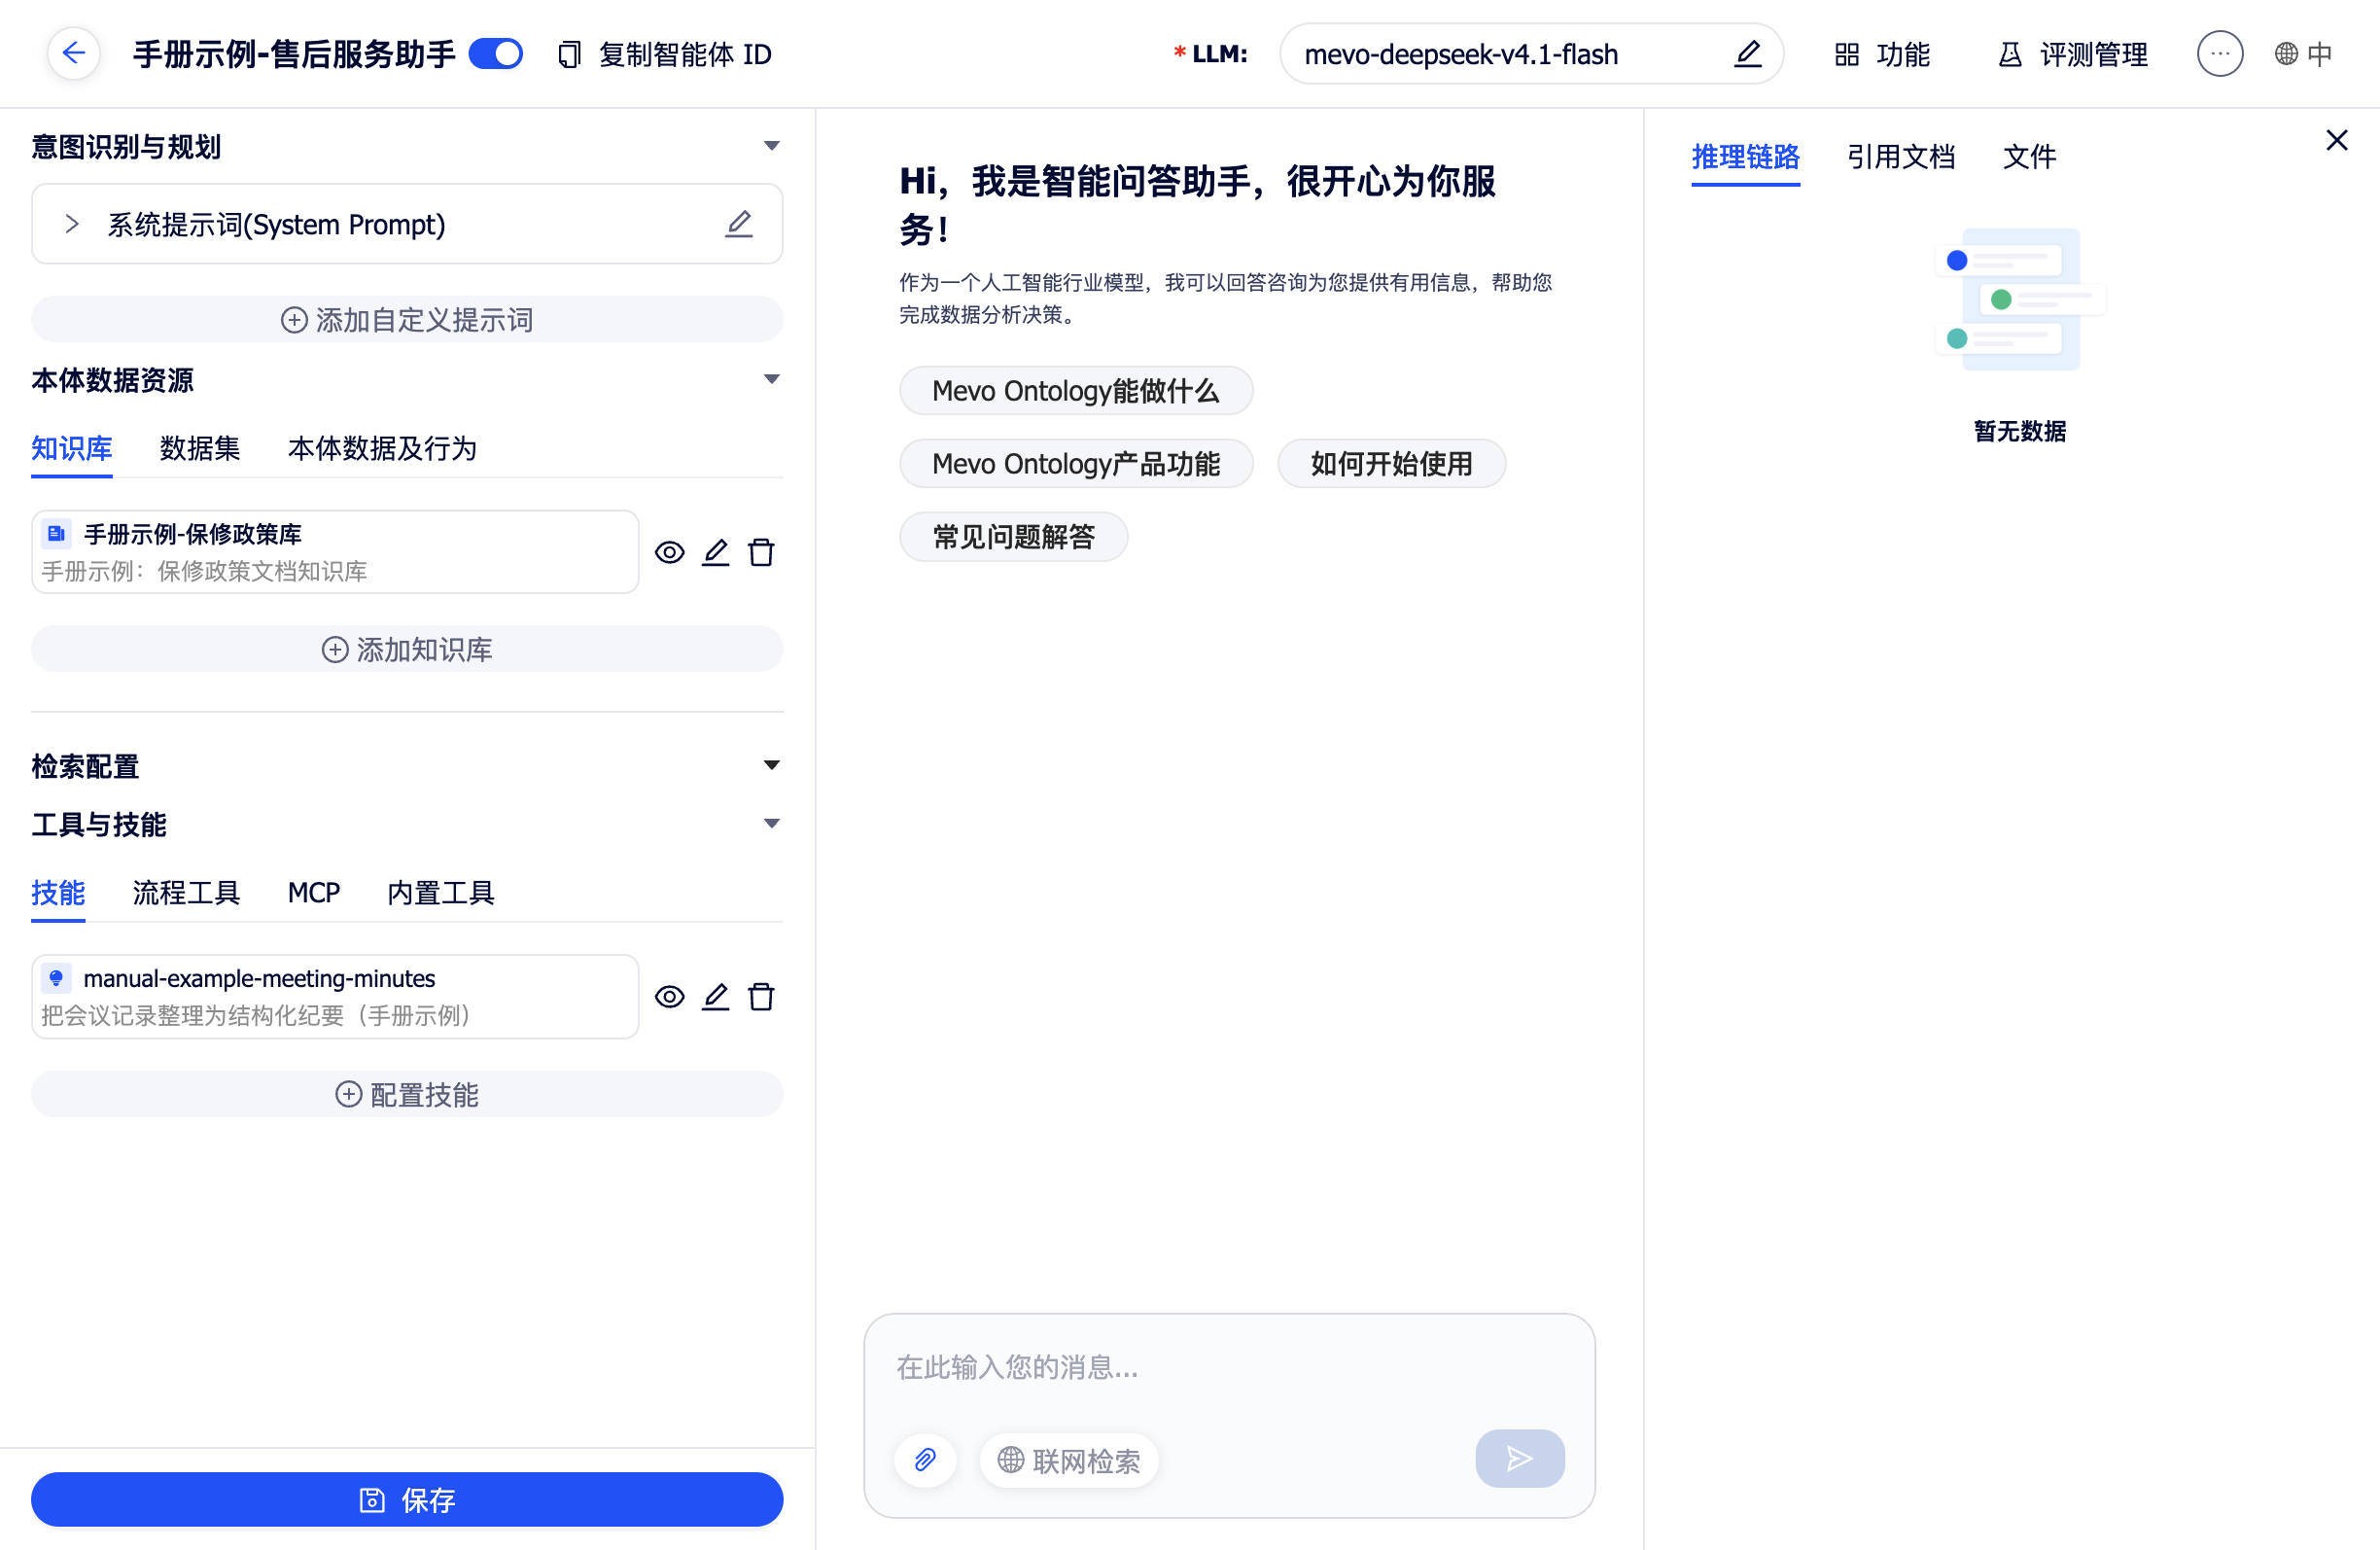 手册示例-售后服务助手
复制智能体 ID
* LLM:
mevo-deepseek-v4.1-flash
功能
评测管理
中
意图识别与规划
系统提示词(System Prompt)
添加自定义提示词
本体数据资源
知识库 数据集 本体数据及行为
手册示例-保修政策库
手册示例：保修政策文档知识库
添加知识库
检索配置
工具与技能
技能 流程工具 MCP 内置工具
manual-example-meeting-minutes
把会议记录整理为结构化纪要（手册示例）
配置技能
保存
Hi，我是智能问答助手，很开心为你服
务！
作为一个人工智能行业模型，我可以回答咨询为您提供有用信息，帮助您
完成数据分析决策。
Mevo Ontology能做什么
Mevo Ontology产品功能 如何开始使用
常见问题解答
在此输入您的消息...
联网检索
推理链路 引用文档 文件
暂无数据